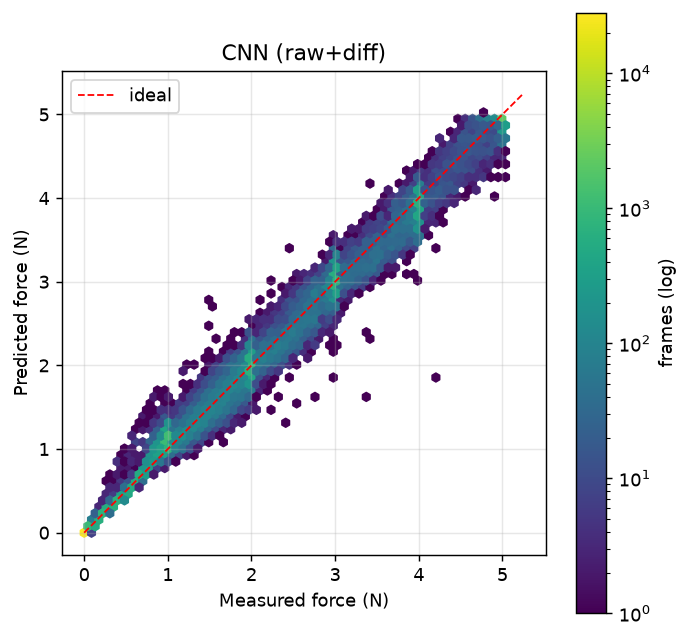 CNN (raw+diff)
ideal
Predicted force (N)
5
4
3
2
1
0
0 1 2 3 4 5
Measured force (N)
10⁴
10³
10²
10¹
10⁰
frames (log)